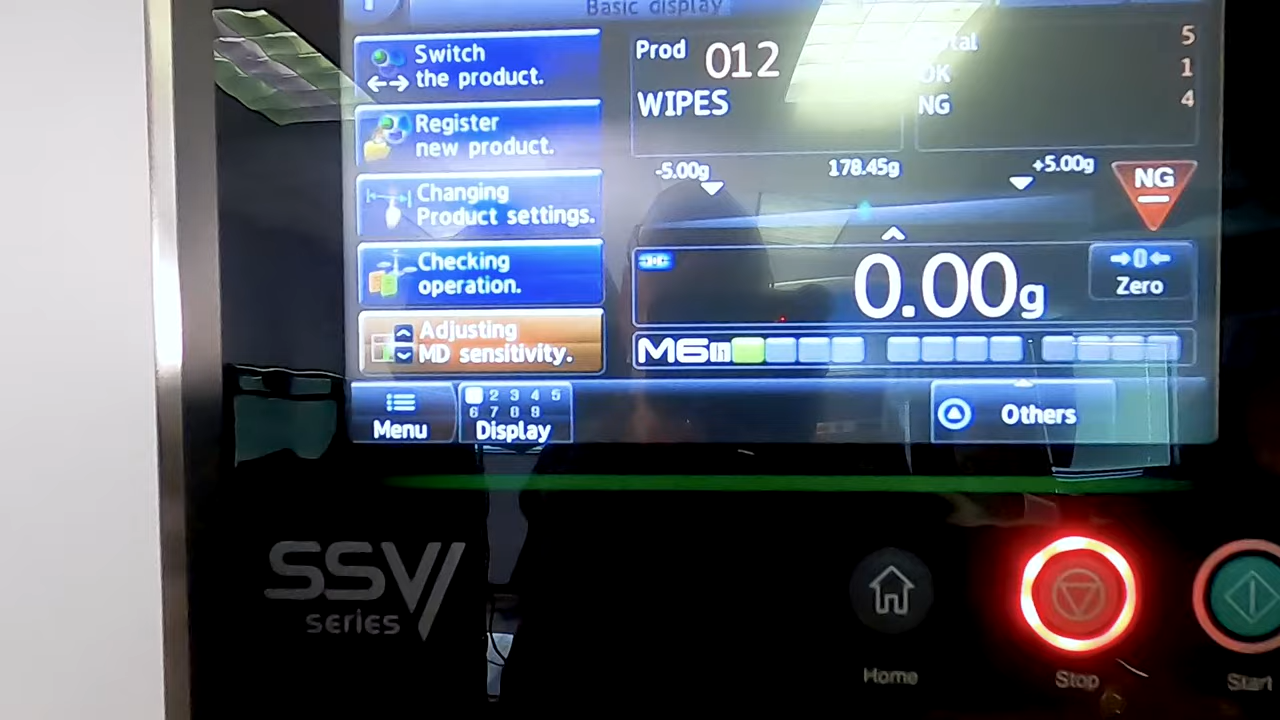 Basic display
Switch
the product.
Register
new product.
Changing
Product settings.
Checking
operation.
Adjusting
MD sensitivity.
Prod 012
WIPES
5
OK 1
NG 4
-5.00g 178.45g +5.00g
NG
0.00g
→0←
Zero
M6
Menu
1 2 3 4 5
6 7 8 9
Display
Others
SSV
series
Home
Stop
Start